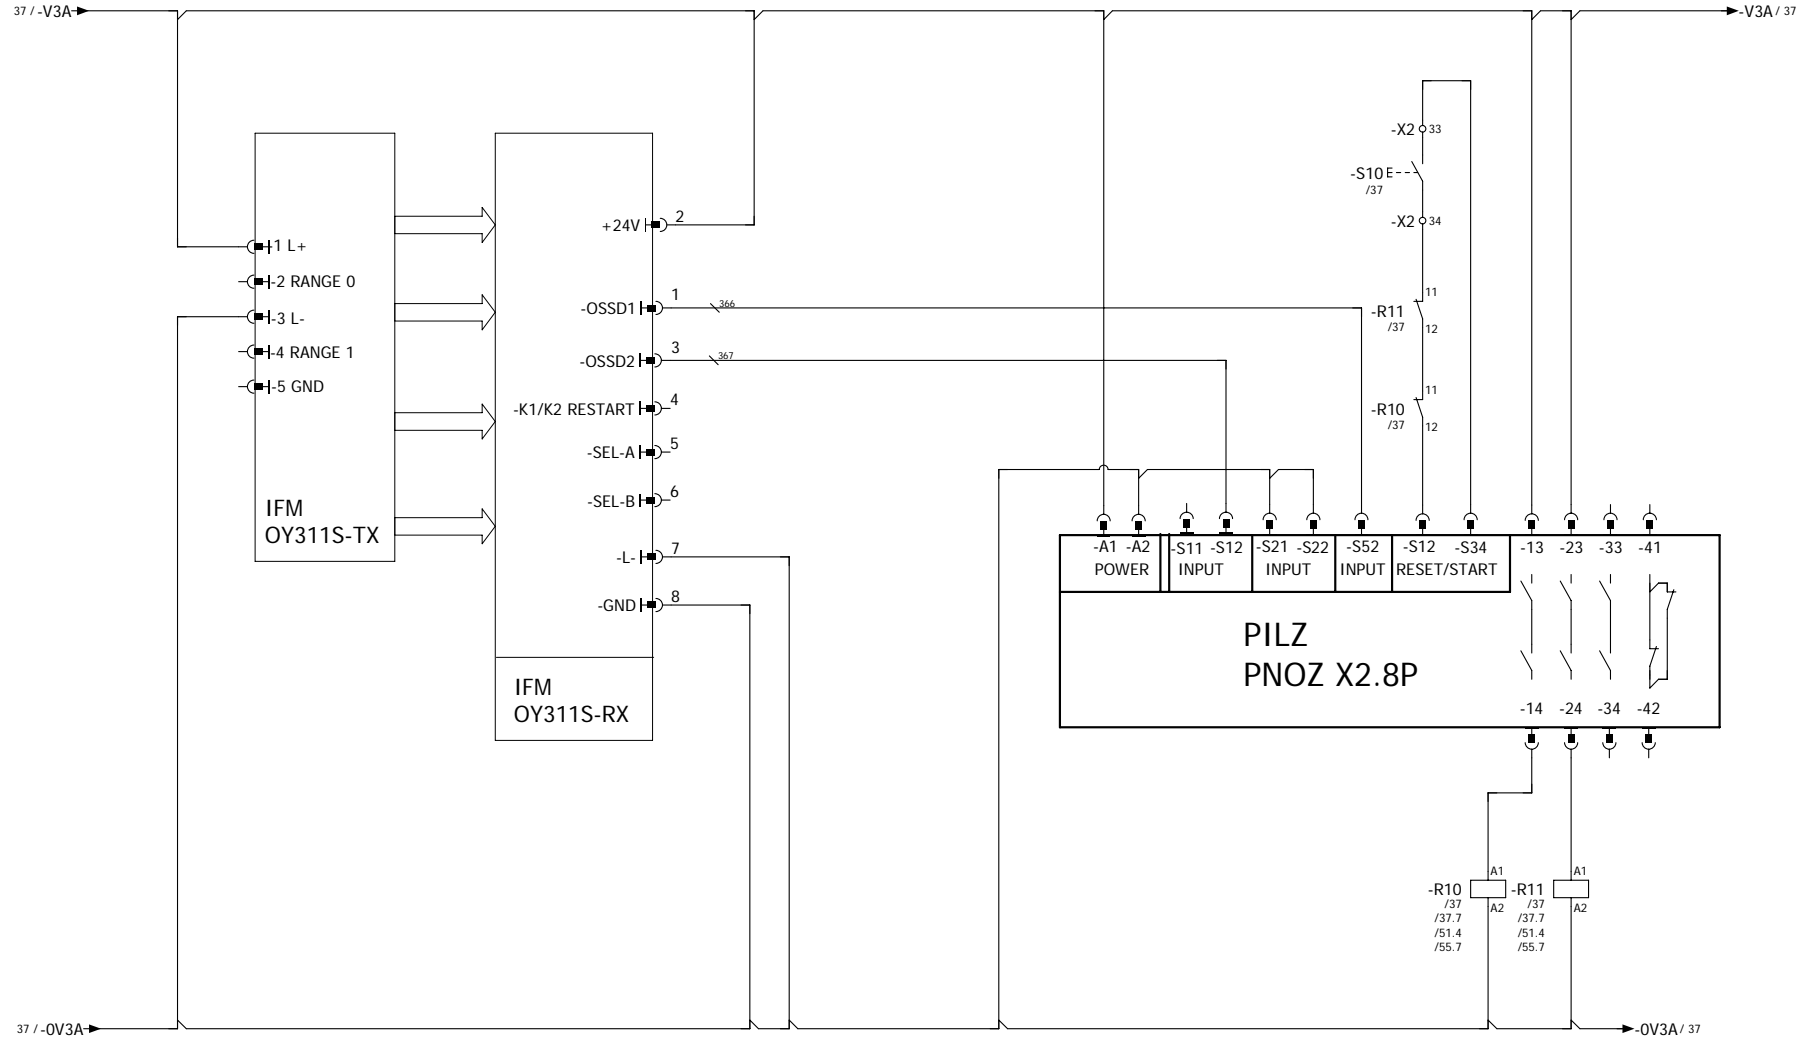 37 / -V3A
-V3A / 37
-X2 33
-S10 E
/37
-X2 34
+24V 2
1 L+
-2 RANGE 0
-3 L-
-4 RANGE 1
-5 GND
-OSSD1 1 366
-OSSD2 3 367
-K1/K2 RESTART 4
-SEL-A 5
-SEL-B 6
-L- 7
-GND 8
11
-R11
/37 12
11
-R10
/37 12
IFM
OY311S-TX
IFM
OY311S-RX
-A1 -A2 -S11 -S12 -S21 -S22 -S52 -S12 -S34 -13 -23 -33 -41
POWER INPUT INPUT INPUT RESET/START
PILZ
PNOZ X2.8P
-14 -24 -34 -42
A1 A1
-R10 -R11
A2 A2
/37 /37
/37.7 /37.7
/51.4 /51.4
/55.7 /55.7
37 / -0V3A
-0V3A / 37